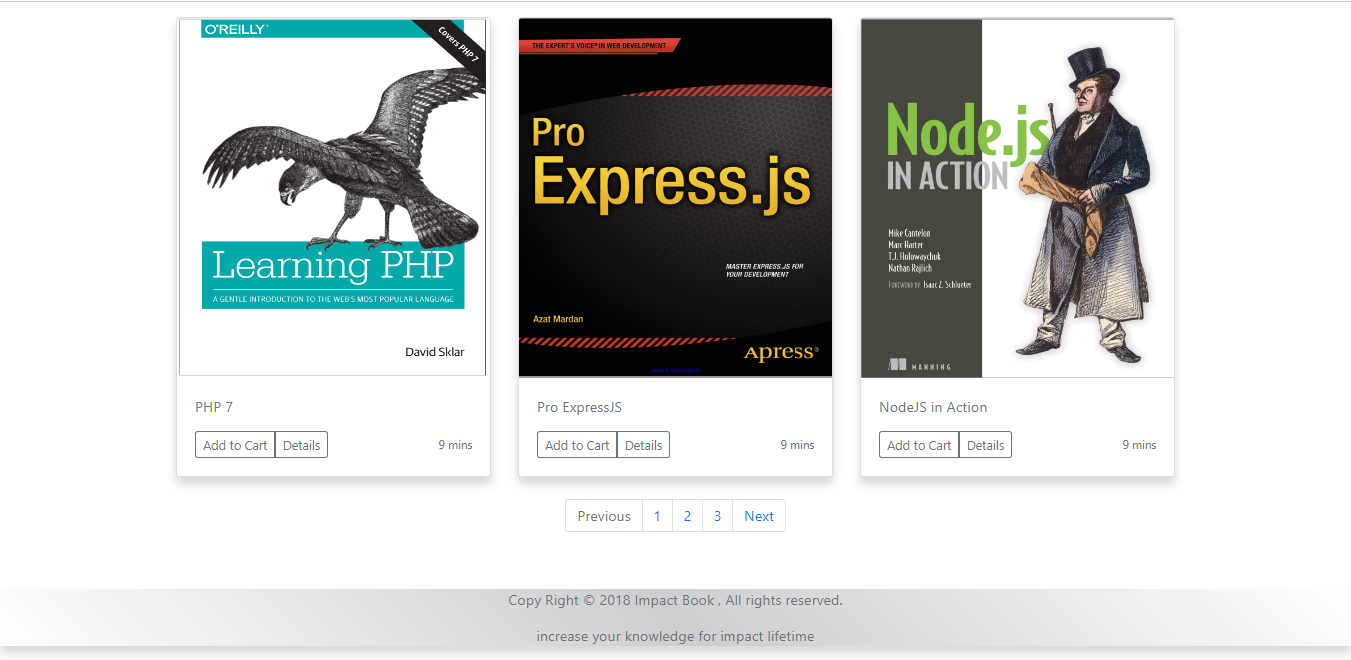 O'REILLY®
Covers PHP 7
Learning PHP
A GENTLE INTRODUCTION TO THE WEB'S MOST POPULAR LANGUAGE
David Sklar
PHP 7
Add to Cart Details 9 mins
THE EXPERT'S VOICE® IN WEB DEVELOPMENT
Pro
Express.js
MASTER EXPRESS.JS FOR
YOUR DEVELOPMENT
Azat Mardan
Apress®
Pro ExpressJS
Add to Cart Details 9 mins
Node.js
IN ACTION
Mike Cantelon
Marc Harter
T.J. Holowaychuk
Nathan Rajlich
FOREWORD BY Isaac Z. Schlueter
MANNING
NodeJS in Action
Add to Cart Details 9 mins
Previous 1 2 3 Next
Copy Right © 2018 Impact Book , All rights reserved.
increase your knowledge for impact lifetime